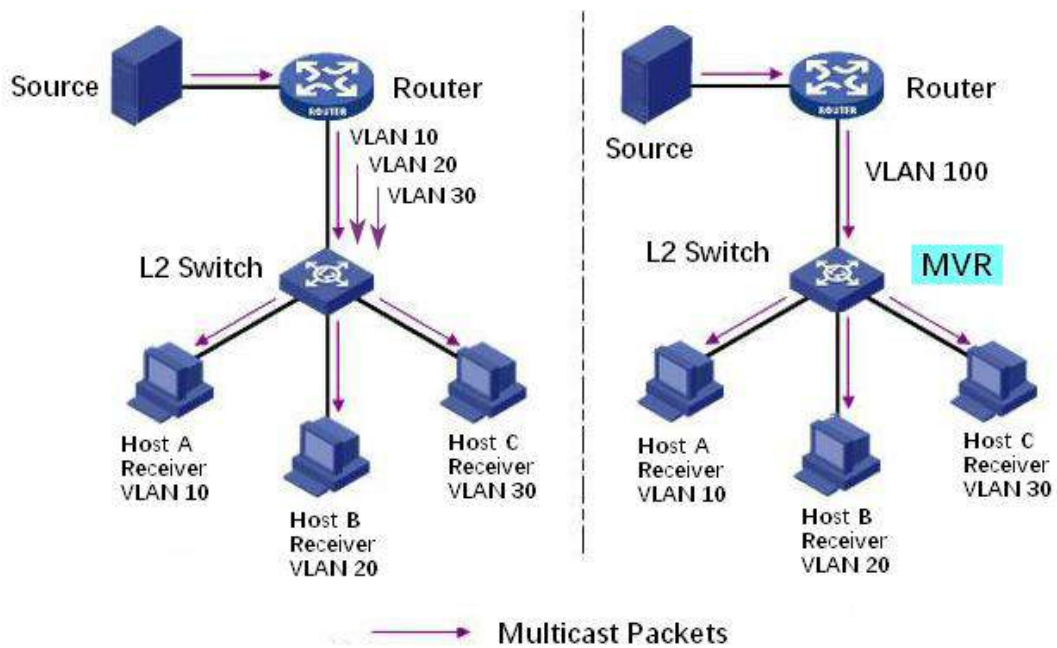 Source
Router
ROUTER
VLAN 10
VLAN 20
VLAN 30
L2 Switch
Host A
Receiver
VLAN 10
Host B
Receiver
VLAN 20
Host C
Receiver
VLAN 30
Source
Router
ROUTER
VLAN 100
L2 Switch
MVR
Host A
Receiver
VLAN 10
Host B
Receiver
VLAN 20
Host C
Receiver
VLAN 30
Multicast Packets